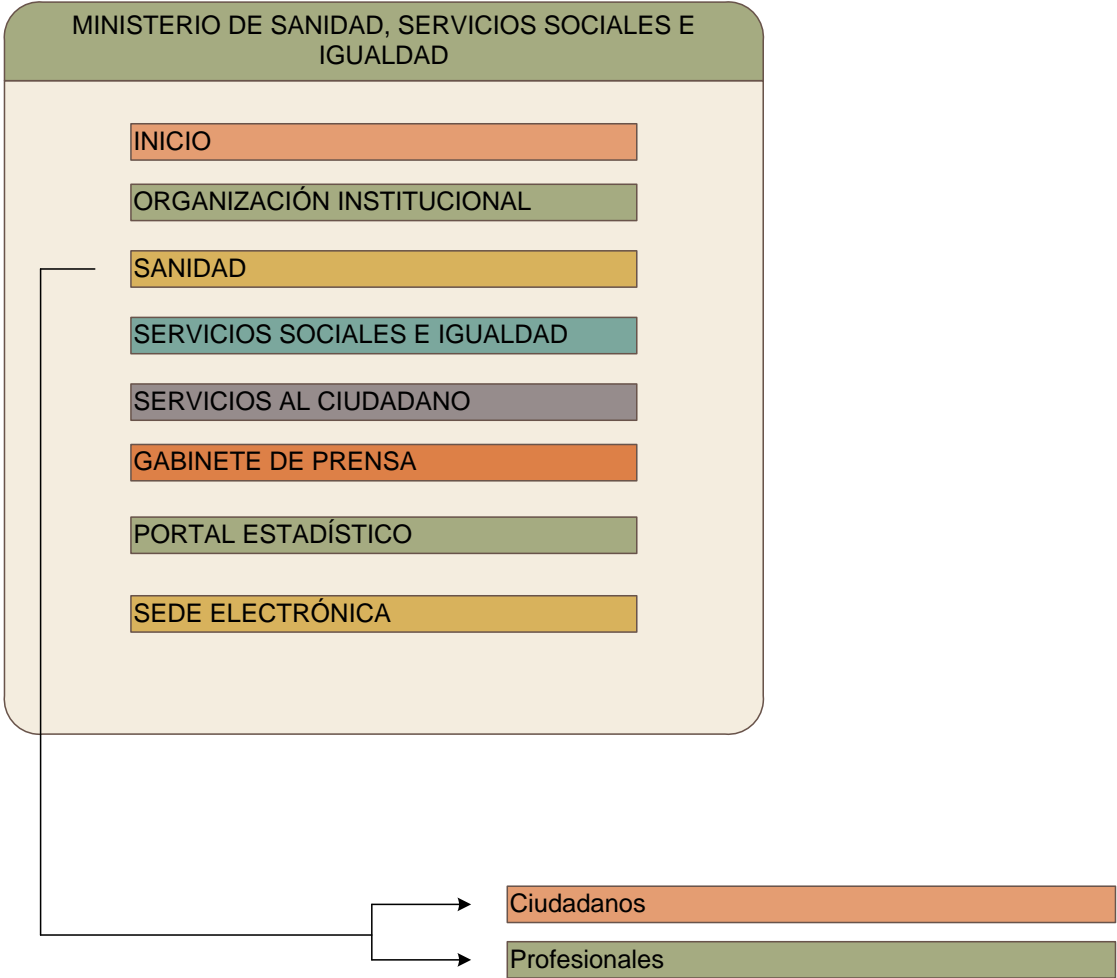 MINISTERIO DE SANIDAD, SERVICIOS SOCIALES E
IGUALDAD
INICIO
ORGANIZACIÓN INSTITUCIONAL
SANIDAD
SERVICIOS SOCIALES E IGUALDAD
SERVICIOS AL CIUDADANO
GABINETE DE PRENSA
PORTAL ESTADÍSTICO
SEDE ELECTRÓNICA
Ciudadanos
Profesionales